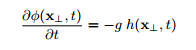 ∂ϕ(x⊥, t)/∂t = −g h(x⊥, t)